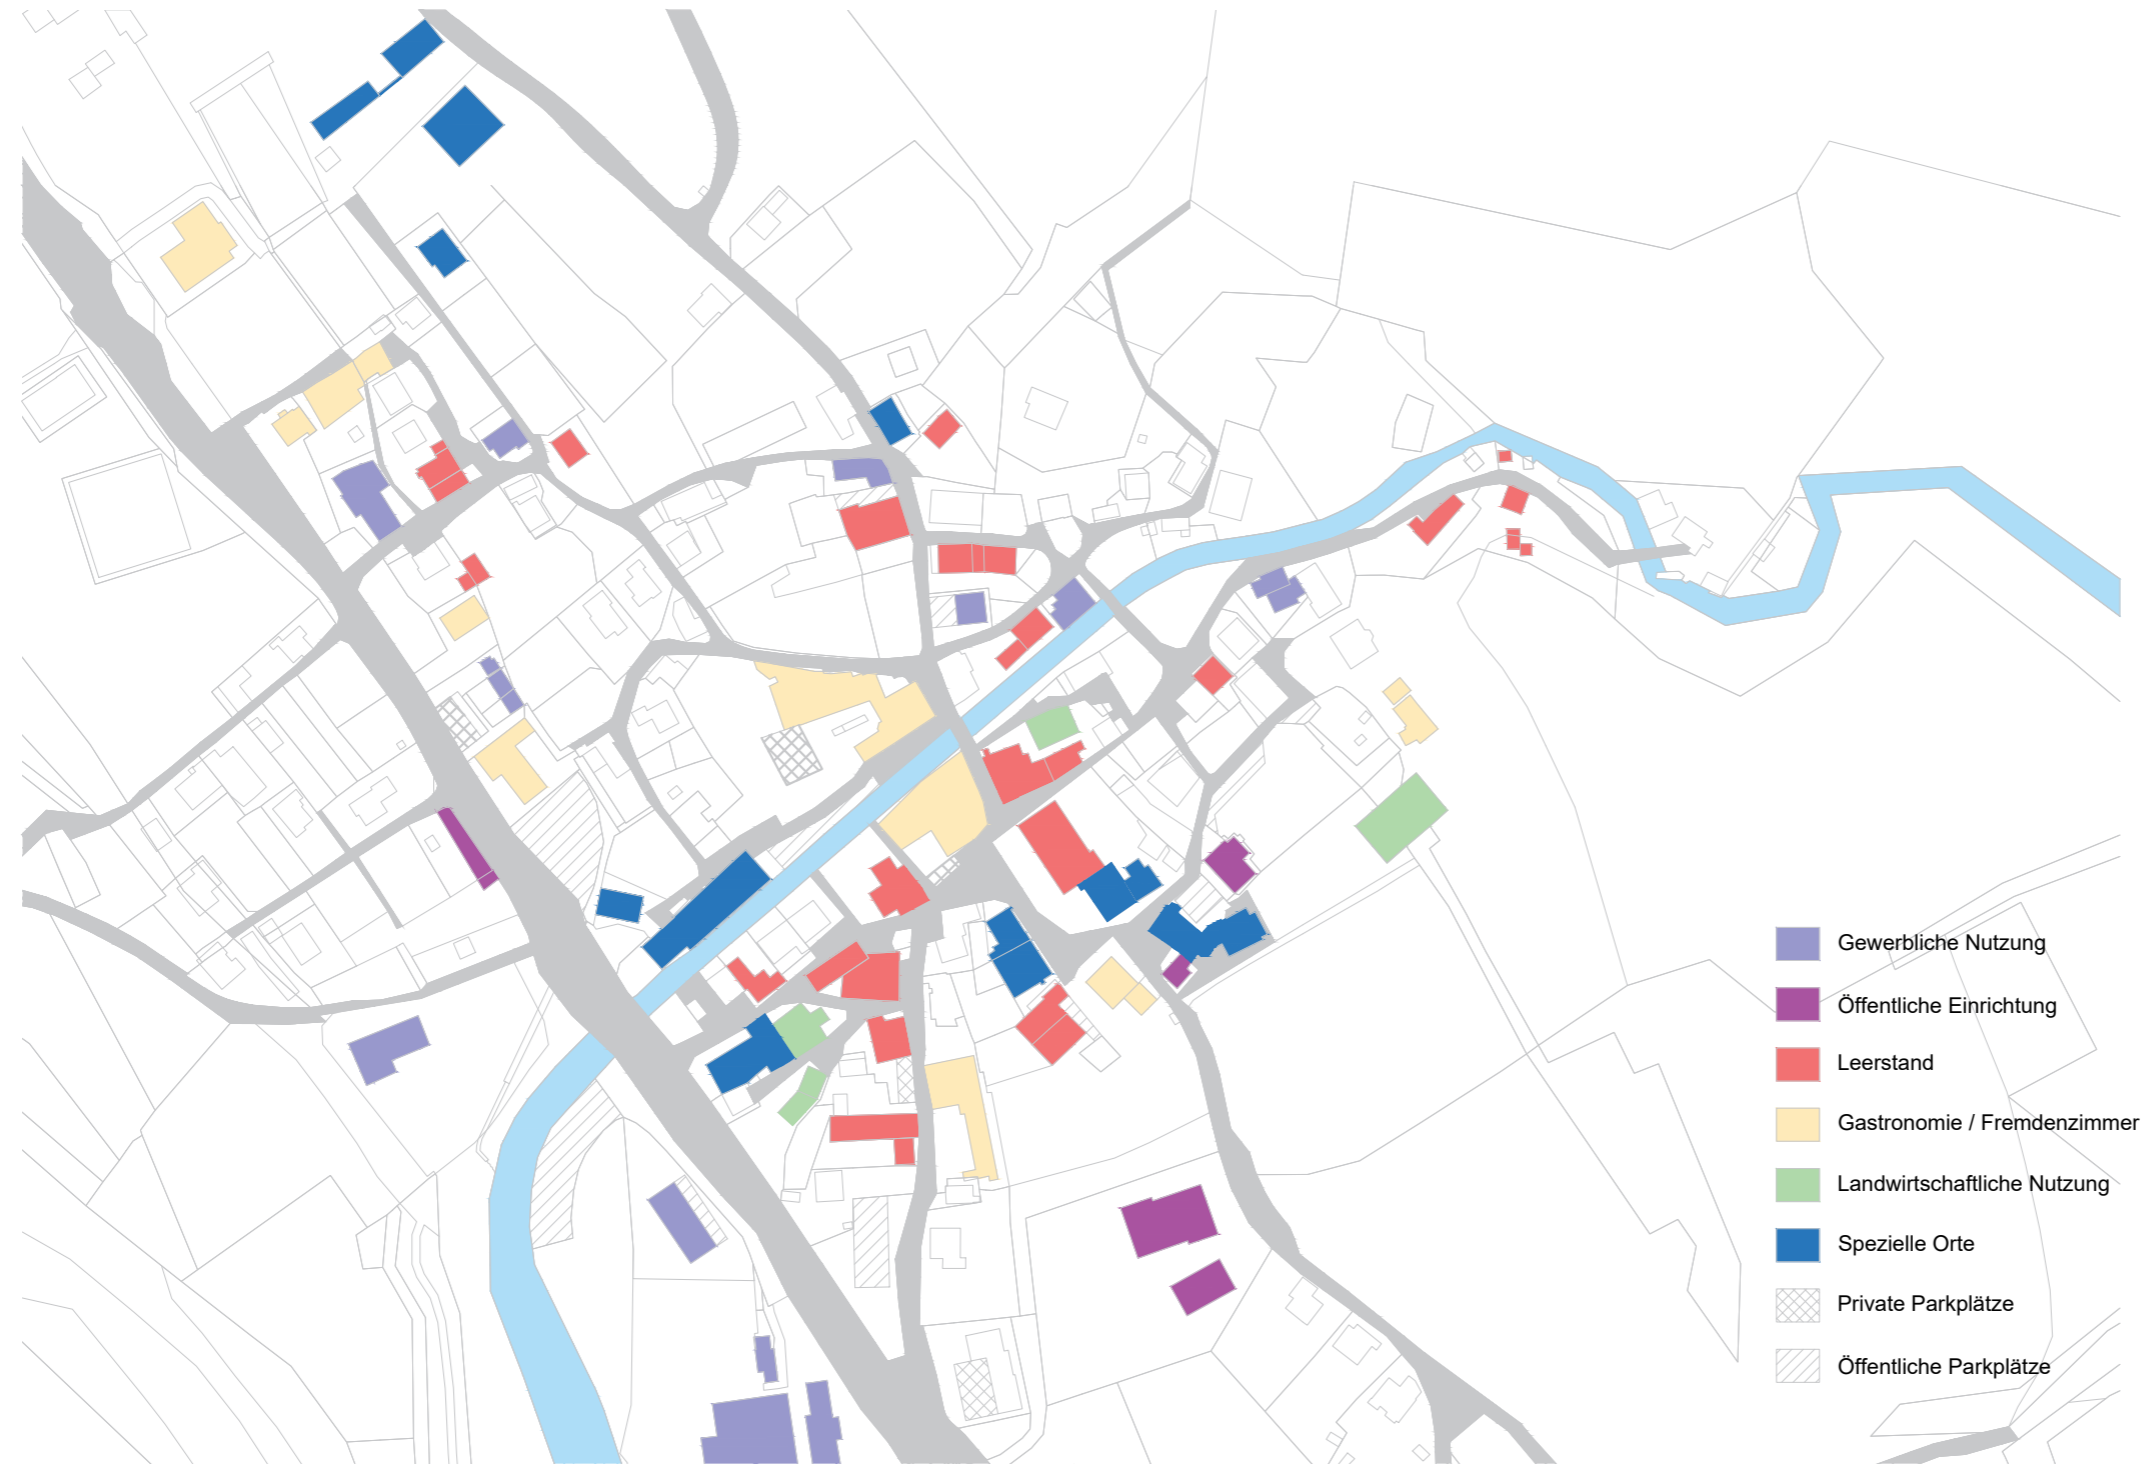 Gewerbliche Nutzung
Öffentliche Einrichtung
Leerstand
Gastronomie / Fremdenzimmer
Landwirtschaftliche Nutzung
Spezielle Orte
Private Parkplätze
Öffentliche Parkplätze